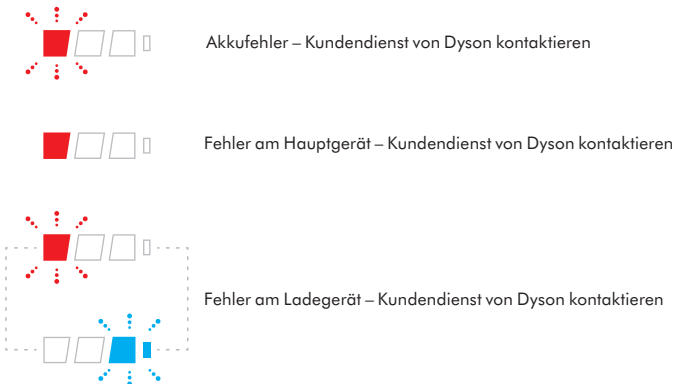 Akkufehler – Kundendienst von Dyson kontaktieren
Fehler am Hauptgerät – Kundendienst von Dyson kontaktieren
Fehler am Ladegerät – Kundendienst von Dyson kontaktieren